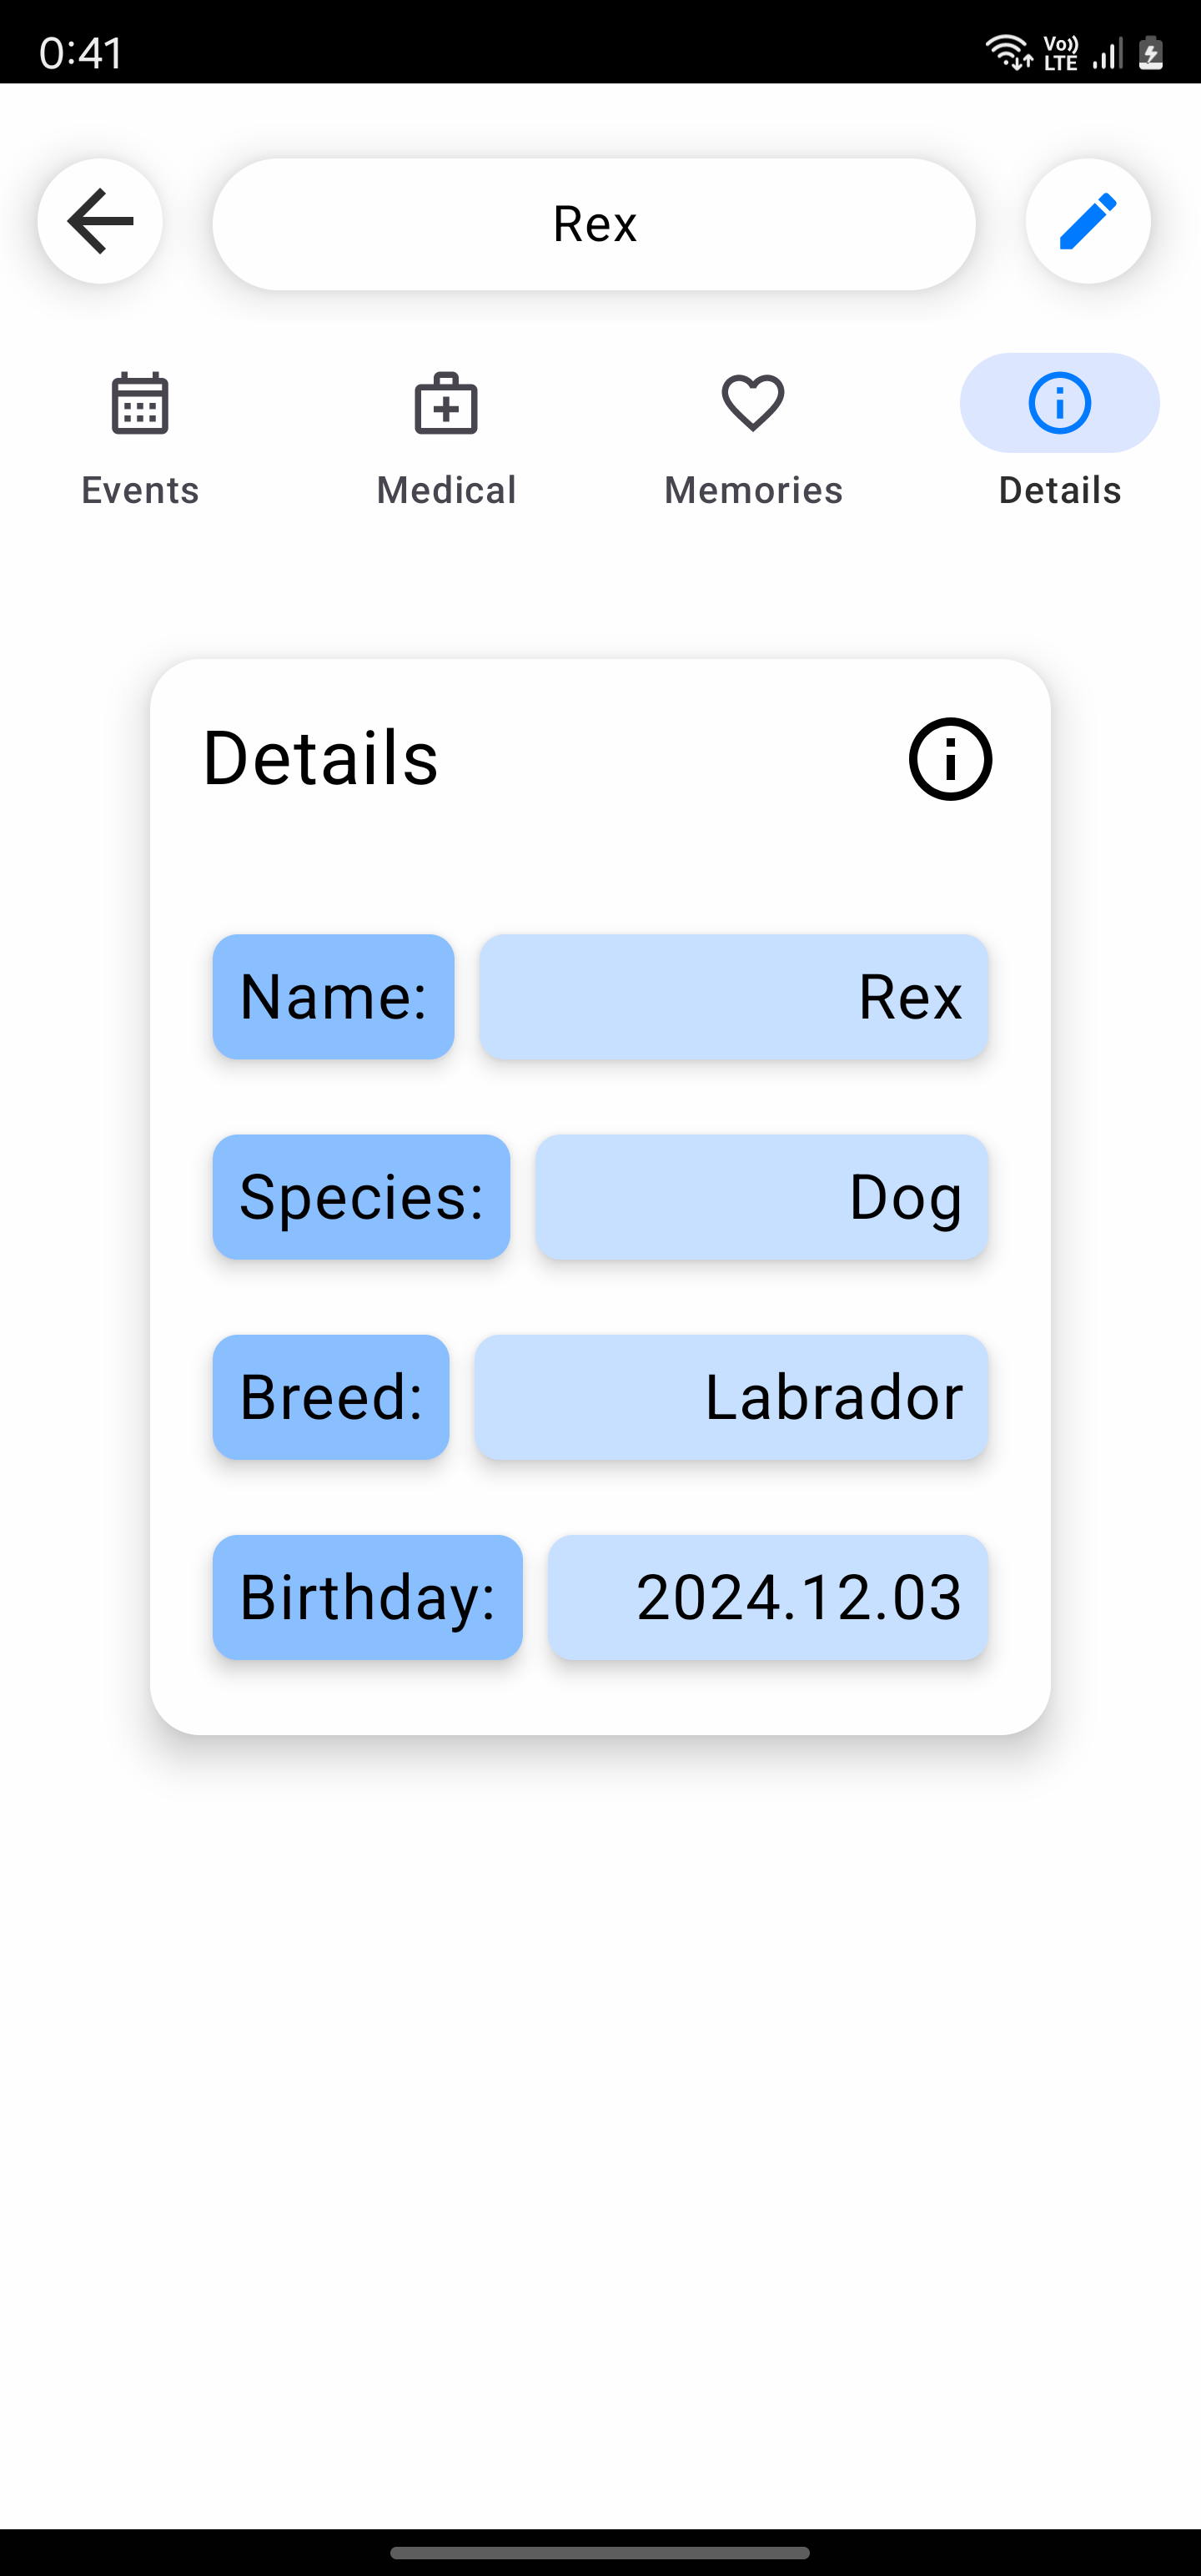 0:41
Vo))
LTE
Rex
Events
Medical
Memories
Details
Details
Name:
Rex
Species:
Dog
Breed:
Labrador
Birthday:
2024.12.03